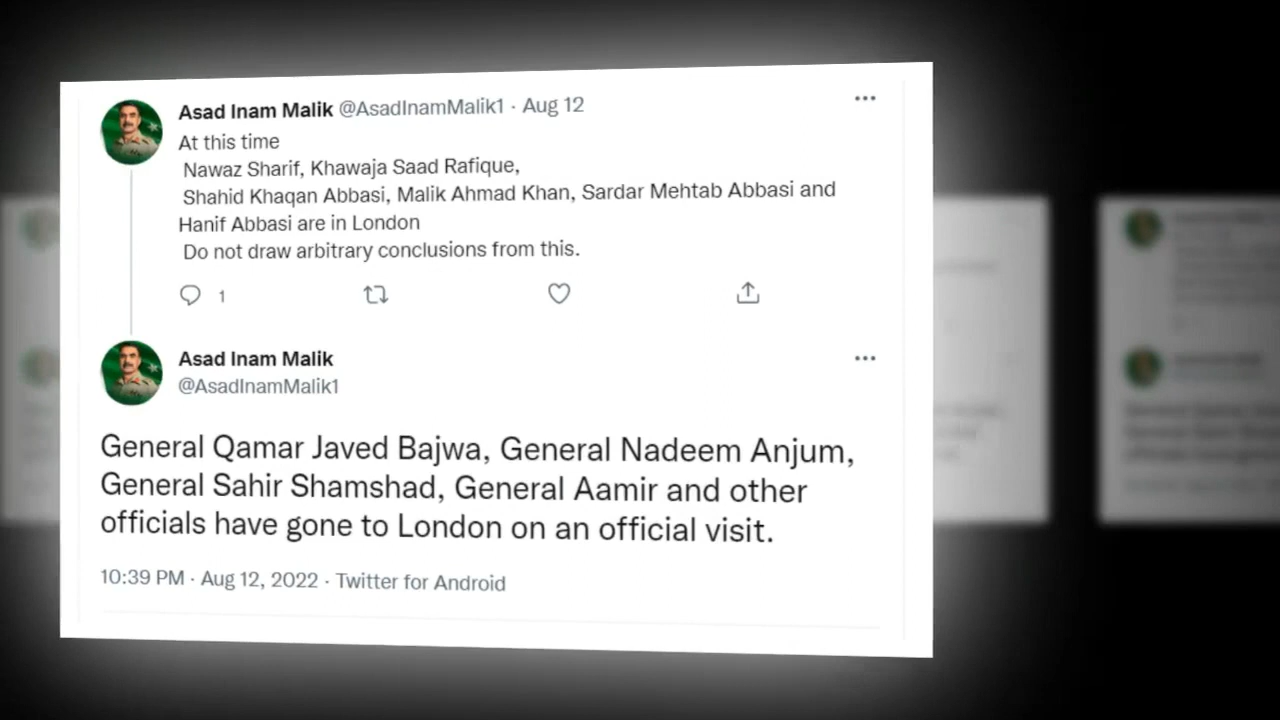 Asad Inam Malik @AsadInamMalik1 · Aug 12
At this time
Nawaz Sharif, Khawaja Saad Rafique,
Shahid Khaqan Abbasi, Malik Ahmad Khan, Sardar Mehtab Abbasi and
Hanif Abbasi are in London
Do not draw arbitrary conclusions from this.
1
Asad Inam Malik
@AsadInamMalik1
General Qamar Javed Bajwa, General Nadeem Anjum,
General Sahir Shamshad, General Aamir and other
officials have gone to London on an official visit.
10:39 PM · Aug 12, 2022 · Twitter for Android